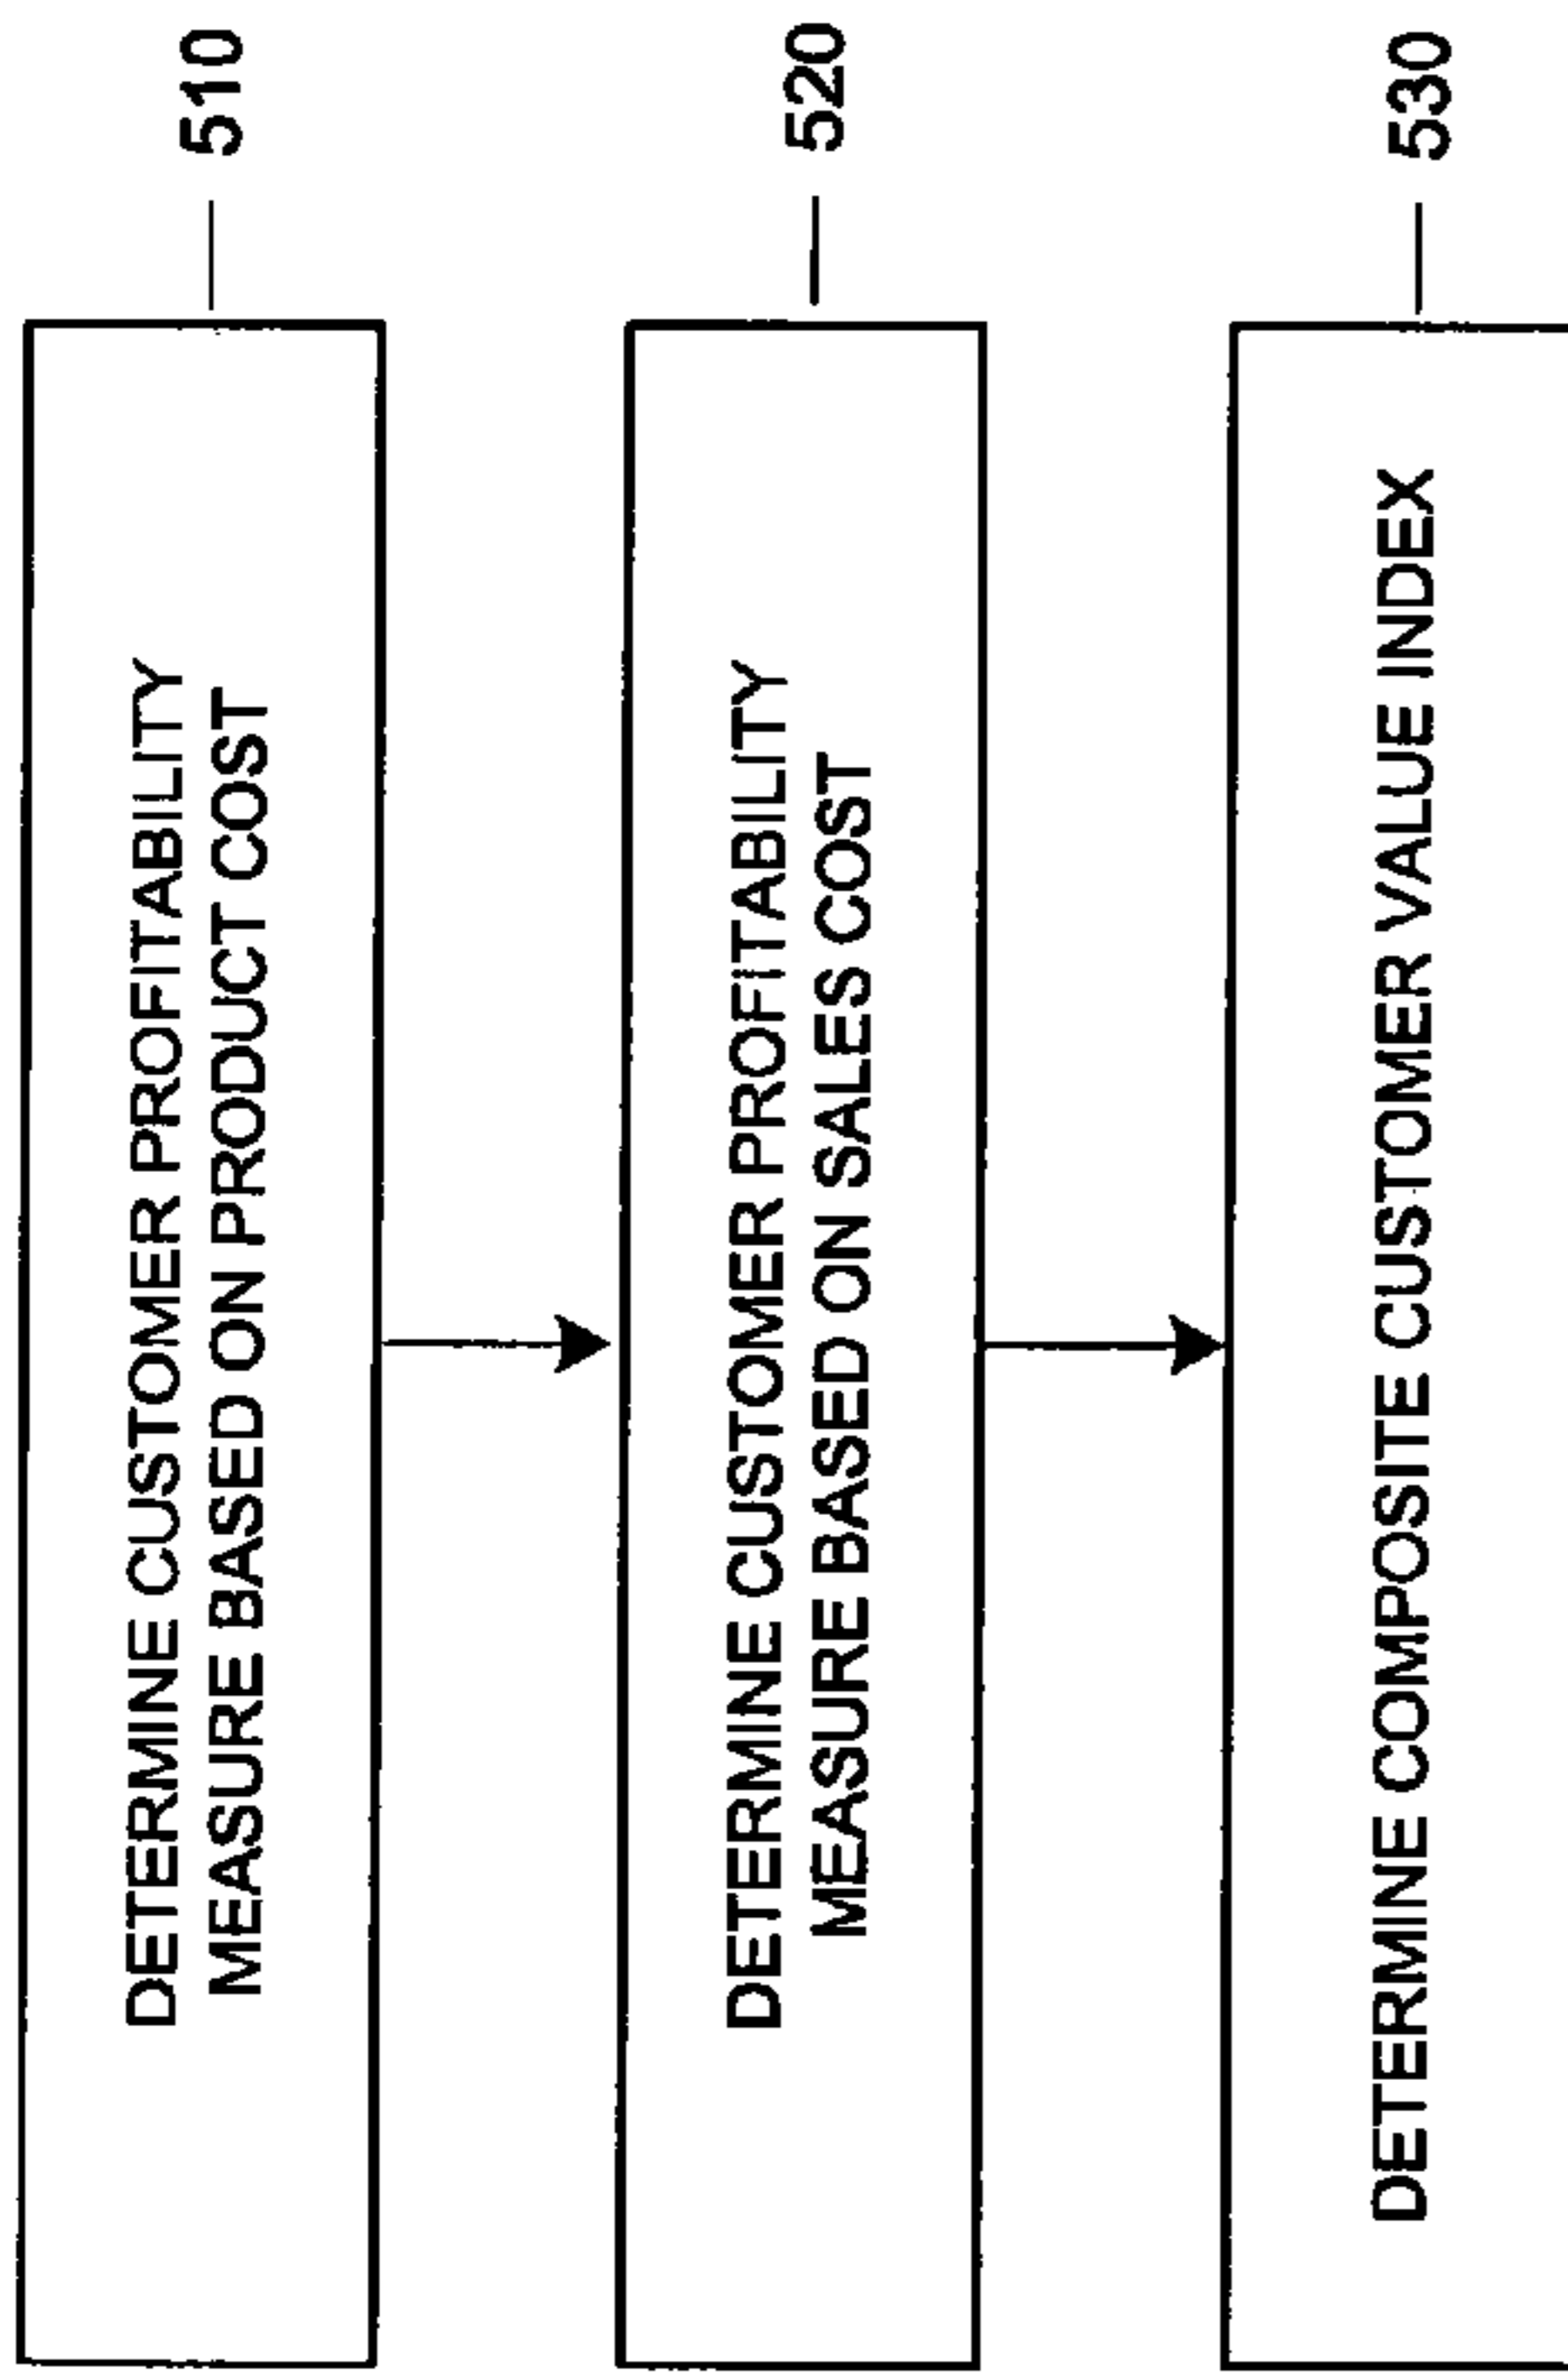 DETERMINE CUSTOMER PROFITABILITY
MEASURE BASED ON PRODUCT COST
510
DETERMINE CUSTOMER PROFITABILITY
MEASURE BASED ON SALES COST
520
DETERMINE COMPOSITE CUSTOMER VALUE INDEX
530